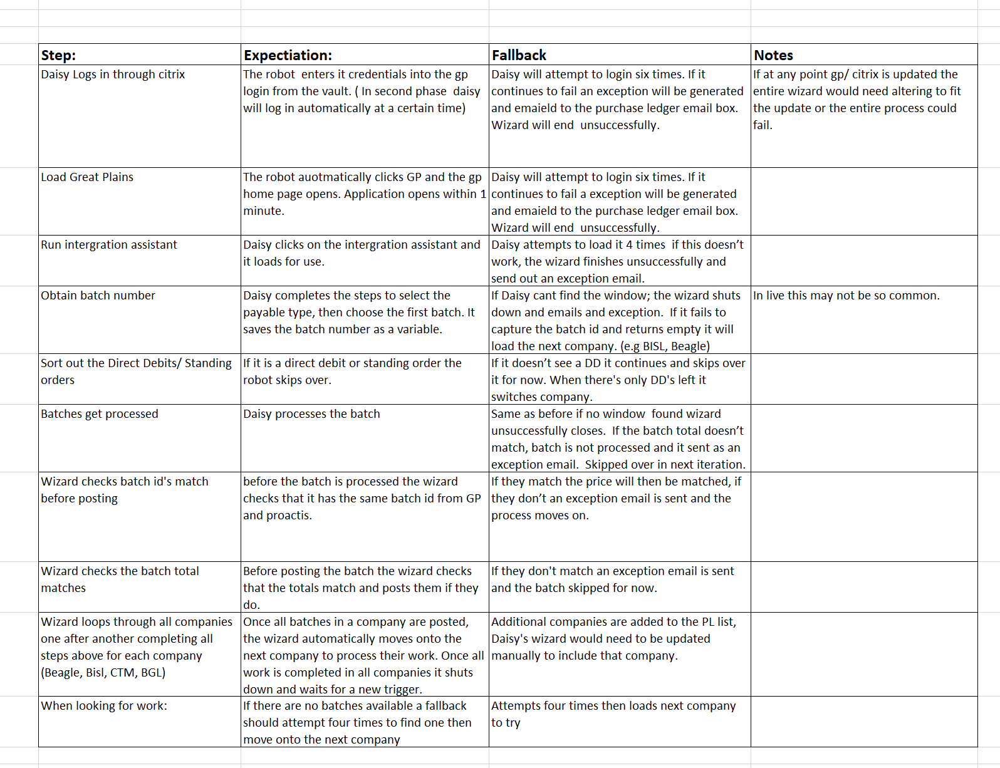 Step:
Expectiation:
Fallback
Notes
Daisy Logs in through citrix
The robot  enters it credentials into the gp
login from the vault. ( In second phase  daisy
will log in automatically at a certain time)
Daisy will attempt to login six times. If it
continues to fail an exception will be generated
and emaield to the purchase ledger email box.
Wizard will end  unsuccessfully.
If at any point gp/ citrix is updated the
entire wizard would need altering to fit
the update or the entire process could
fail.
Load Great Plains
The robot auotmatically clicks GP and the gp
home page opens. Application opens within 1
minute.
Daisy will attempt to login six times. If it
continues to fail a exception will be generated
and emaield to the purchase ledger email box.
Wizard will end  unsuccessfully.
Run intergration assistant
Daisy clicks on the intergration assistant and
it loads for use.
Daisy attempts to load it 4 times  if this doesn’t
work, the wizard finishes unsuccessfully and
send out an exception email.
Obtain batch number
Daisy completes the steps to select the
payable type, then choose the first batch. It
saves the batch number as a variable.
If Daisy cant find the window; the wizard shuts
down and emails and exception.  If it fails to
capture the batch id and returns empty it will
load the next company. (e.g BISL, Beagle)
In live this may not be so common.
Sort out the Direct Debits/ Standing
orders
If it is a direct debit or standing order the
robot skips over.
If it doesn’t see a DD it continues and skips over
it for now. When there's only DD's left it
switches company.
Batches get processed
Daisy processes the batch
Same as before if no window  found wizard
unsuccessfully closes.  If the batch total doesn’t
match, batch is not processed and it sent as an
exception email.  Skipped over in next iteration.
Wizard checks batch id's match
before posting
before the batch is processed the wizard
checks that it has the same batch id from GP
and proactis.
If they match the price will then be matched, if
they don’t an exception email is sent and the
process moves on.
Wizard checks the batch total
matches
Before posting the batch the wizard checks
that the totals match and posts them if they
do.
If they don't match an exception email is sent
and the batch skipped for now.
Wizard loops through all companies
one after another completing all
steps above for each company
(Beagle, Bisl, CTM, BGL)
Once all batches in a company are posted,
the wizard automatically moves onto the
next company to process their work. Once all
work is completed in all companies it shuts
down and waits for a new trigger.
Additional companies are added to the PL list,
Daisy's wizard would need to be updated
manually to include that company.
When looking for work:
If there are no batches available a fallback
should attempt four times to find one then
move onto the next company
Attempts four times then loads next company
to try